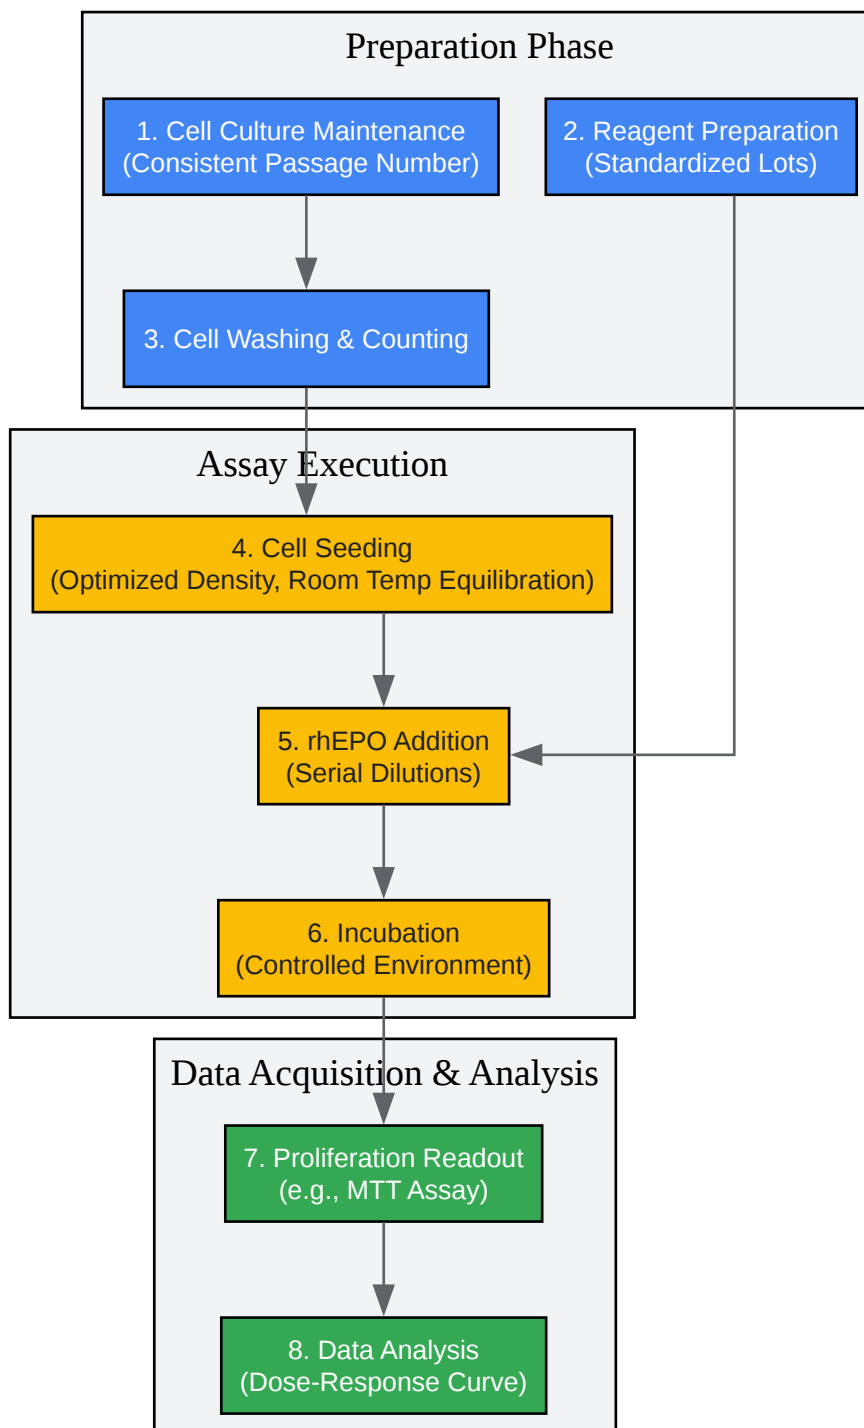 Preparation Phase
1. Cell Culture Maintenance
(Consistent Passage Number)
2. Reagent Preparation
(Standardized Lots)
3. Cell Washing & Counting
Assay Execution
4. Cell Seeding
(Optimized Density, Room Temp Equilibration)
5. rhEPO Addition
(Serial Dilutions)
6. Incubation
(Controlled Environment)
Data Acquisition & Analysis
7. Proliferation Readout
(e.g., MTT Assay)
8. Data Analysis
(Dose-Response Curve)